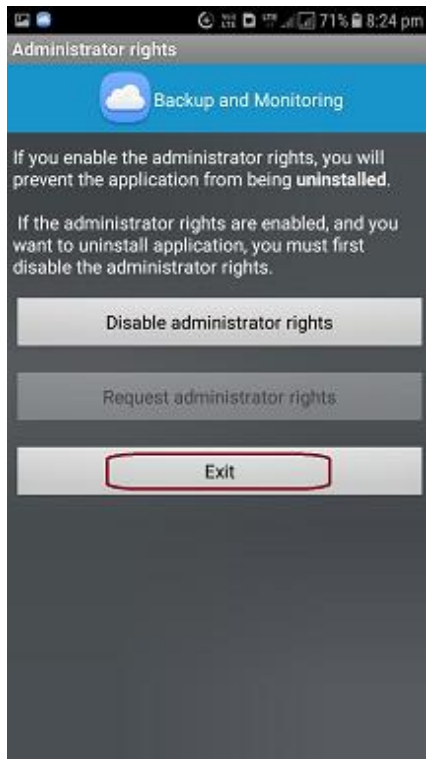 71% 8:24 pm
Administrator rights
Backup and Monitoring
If you enable the administrator rights, you will
prevent the application from being uninstalled.
If the administrator rights are enabled, and you
want to uninstall application, you must first
disable the administrator rights.
Disable administrator rights
Request administrator rights
Exit